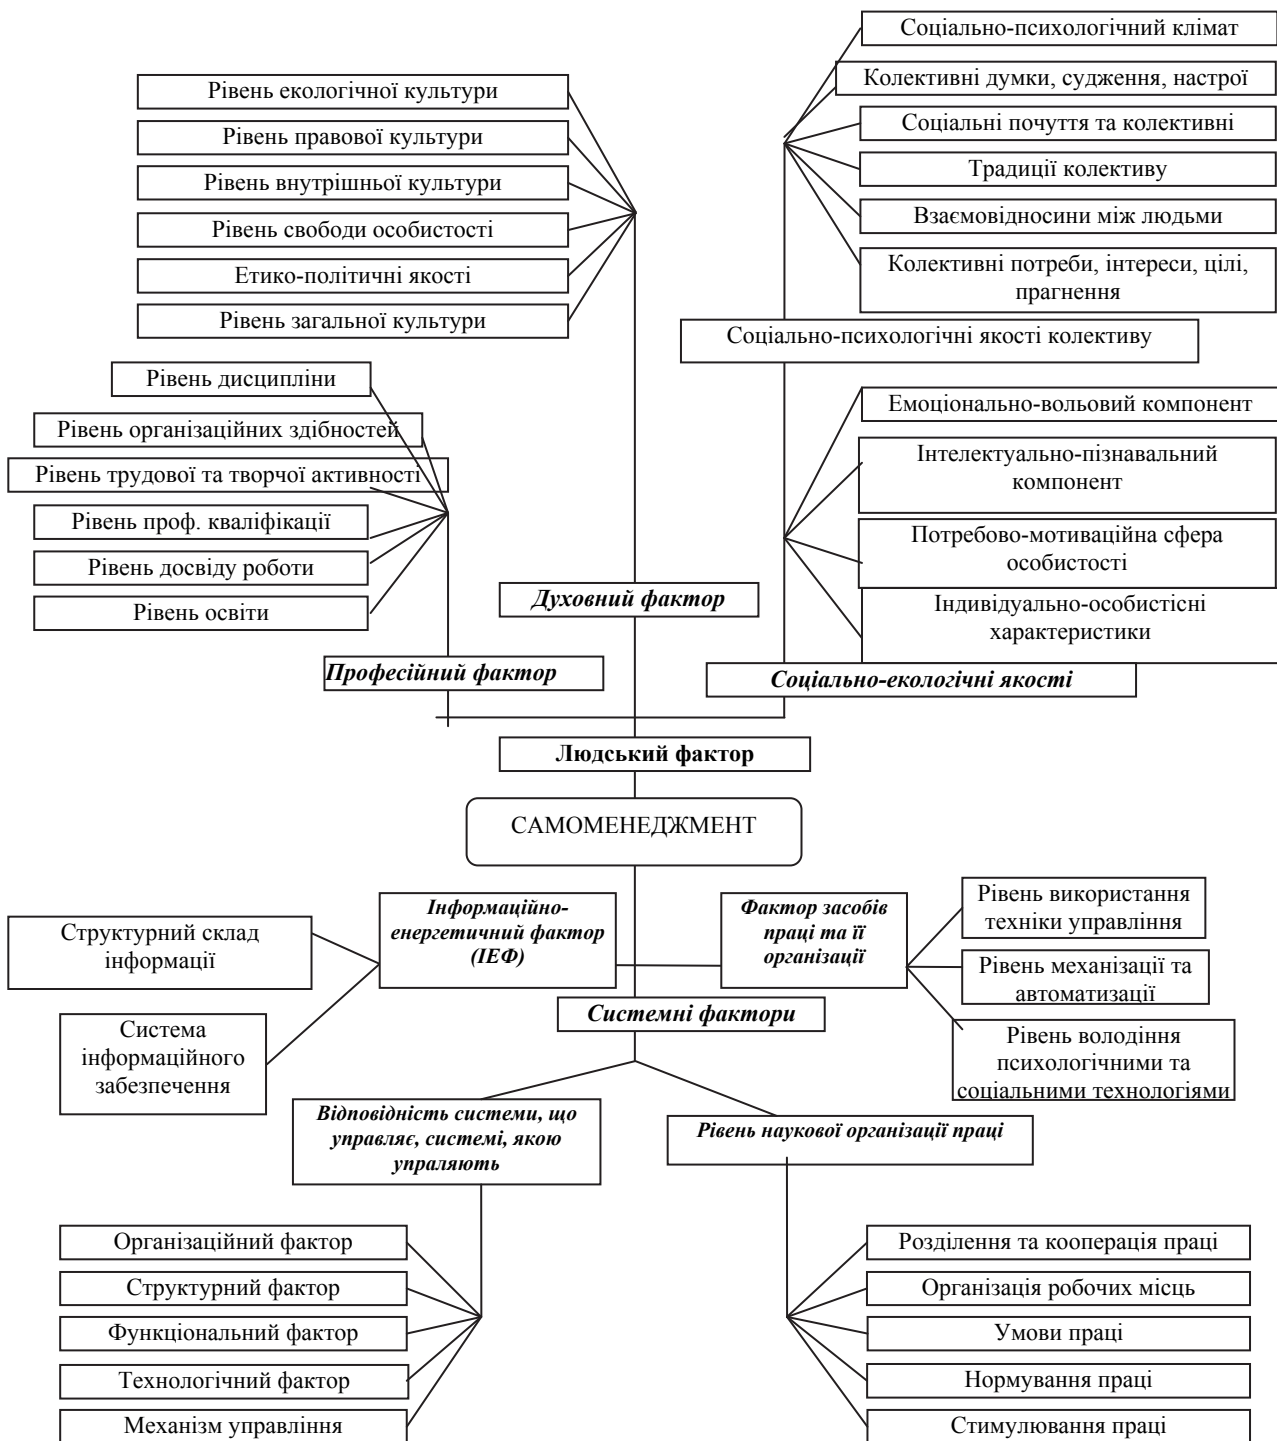 Соціально-психологічний клімат
Колективні думки, судження, настрої
Соціальні почуття та колективні
Традиції колективу
Взаємовідносини між людьми
Колективні потреби, інтереси, цілі,
прагнення
Соціально-психологічні якості колективу
Рівень екологічної культури
Рівень правової культури
Рівень внутрішньої культури
Рівень свободи особистості
Етико-політичні якості
Рівень загальної культури
Рівень дисципліни
Рівень організаційних здібностей
Рівень трудової та творчої активності
Рівень проф. кваліфікації
Рівень досвіду роботи
Рівень освіти
Емоціонально-вольовий компонент
Інтелектуально-пізнавальний
компонент
Потребово-мотиваційна сфера
особистості
Індивідуально-особистісні
характеристики
Духовний фактор
Професійний фактор
Соціально-екологічні якості
Людський фактор
САМОМЕНЕДЖМЕНТ
Інформаційно-
енергетичний фактор
(ІЕФ)
Фактор засобів
праці та її
організації
Структурний склад
інформації
Система
інформаційного
забезпечення
Рівень використання
техніки управління
Рівень механізації та
автоматизації
Рівень володіння
психологічними та
соціальними технологіями
Системні фактори
Відповідність системи, що
управляє, системі, якою
упраляють
Рівень наукової організації праці
Організаційний фактор
Структурний фактор
Функціональний фактор
Технологічний фактор
Механізм управління
Розділення та кооперація праці
Організація робочих місць
Умови праці
Нормування праці
Стимулювання праці